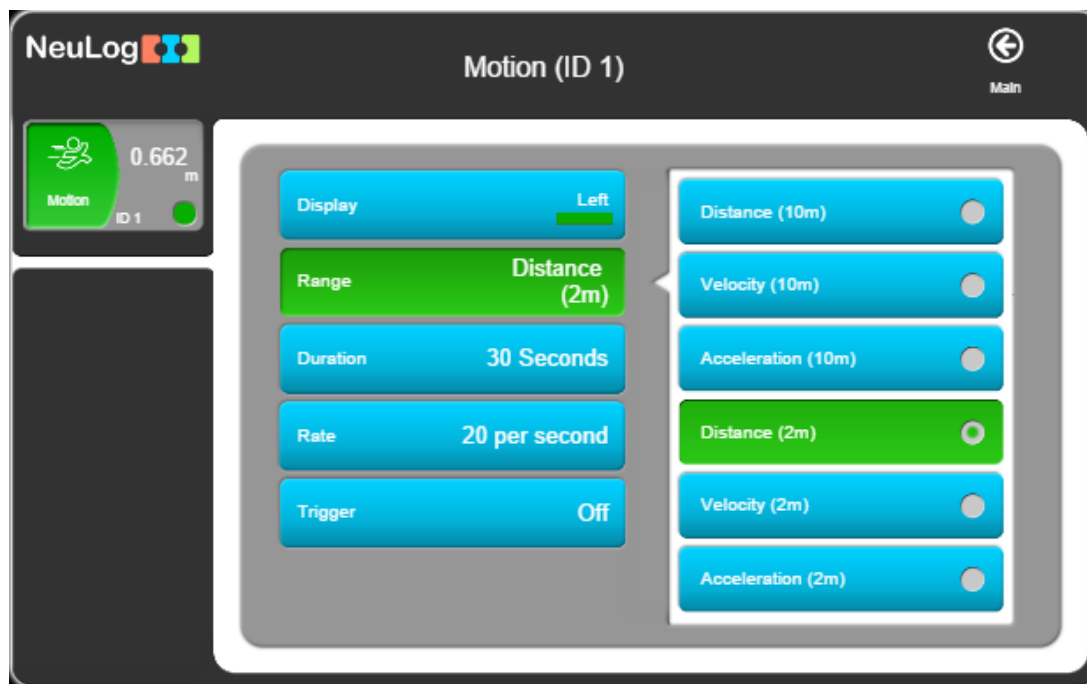 NeuLog
Motion (ID 1)
Main
0.662
m
Motion
ID 1
Display Left
Range Distance
(2m)
Duration 30 Seconds
Rate 20 per second
Trigger Off
Distance (10m)
Velocity (10m)
Acceleration (10m)
Distance (2m)
Velocity (2m)
Acceleration (2m)